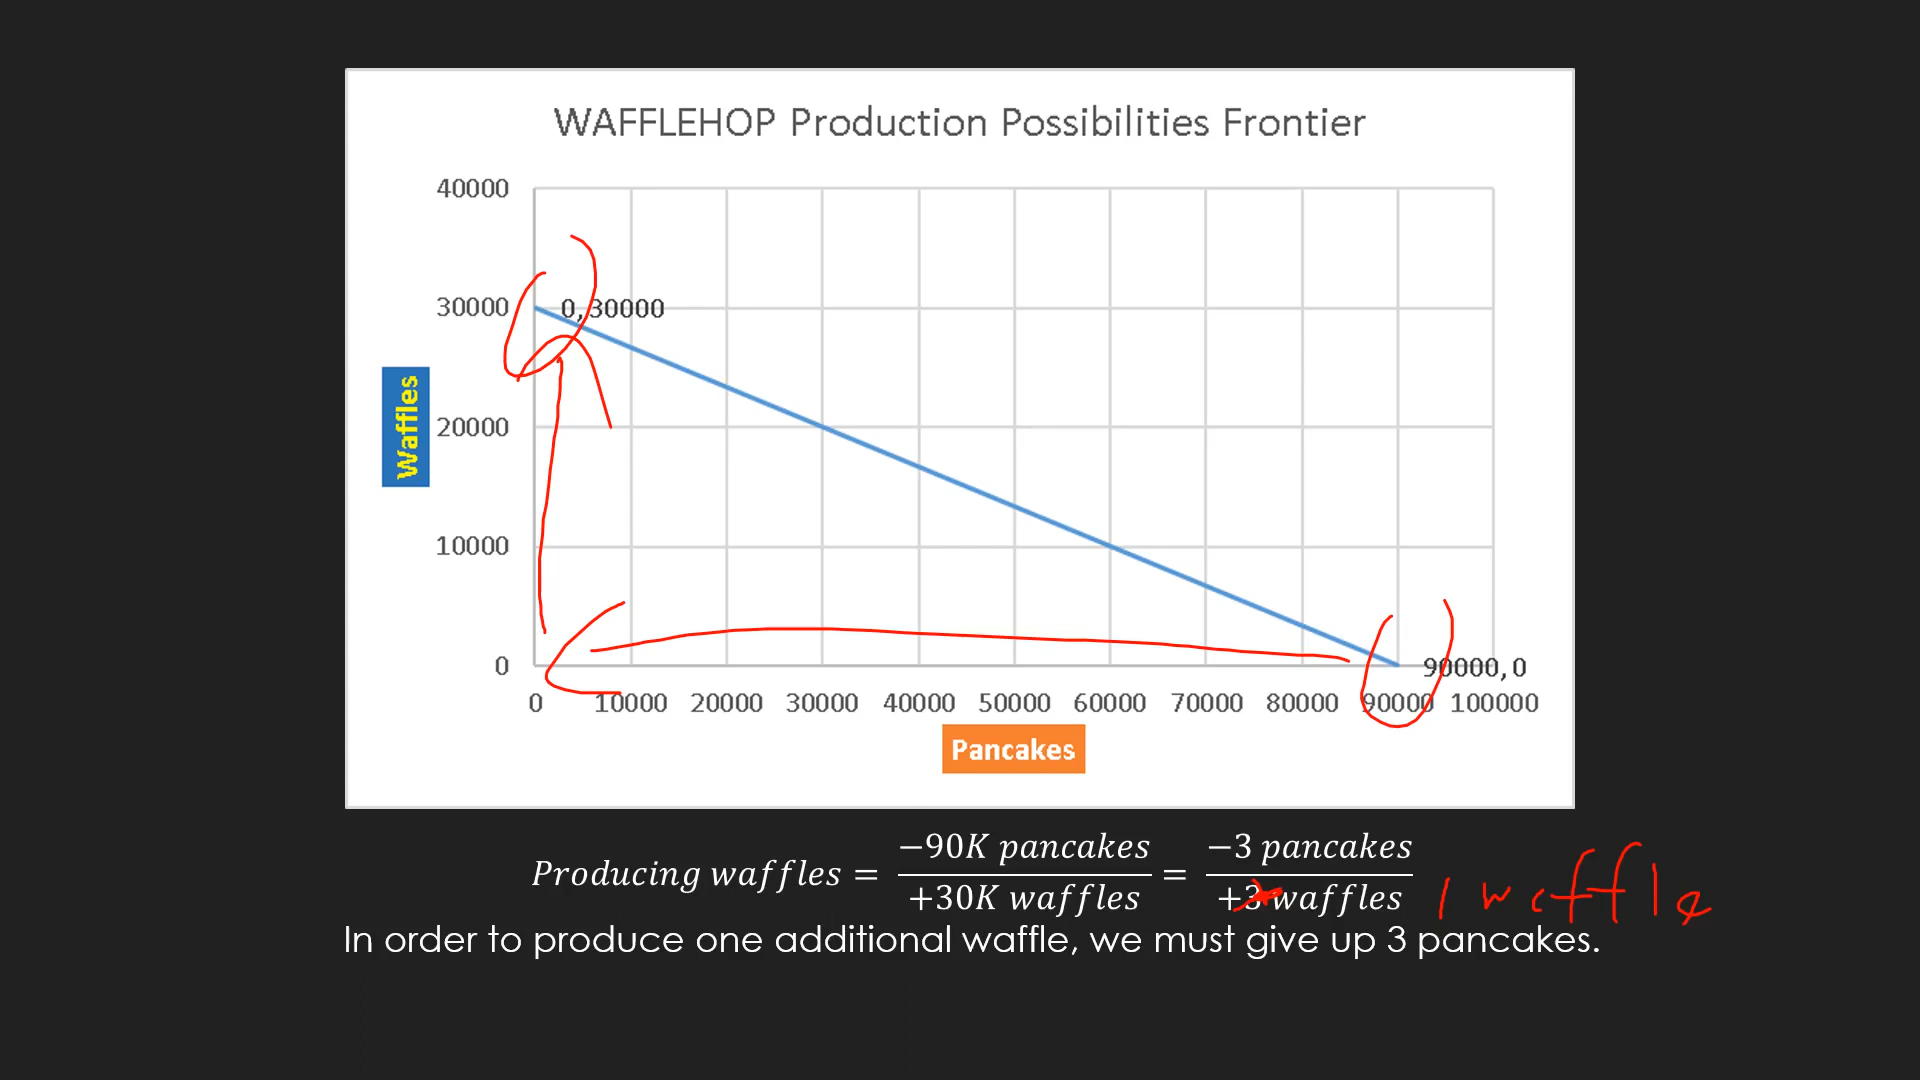 WAFFLEHOP Production Possibilities Frontier
40000
30000
0,30000
20000
Waffles
10000
0
90000,0
0 10000 20000 30000 40000 50000 60000 70000 80000 90000 100000
Pancakes
Producing waffles = −90K pancakes / +30K waffles = −3 pancakes / +3 waffles 1 waffle
In order to produce one additional waffle, we must give up 3 pancakes.